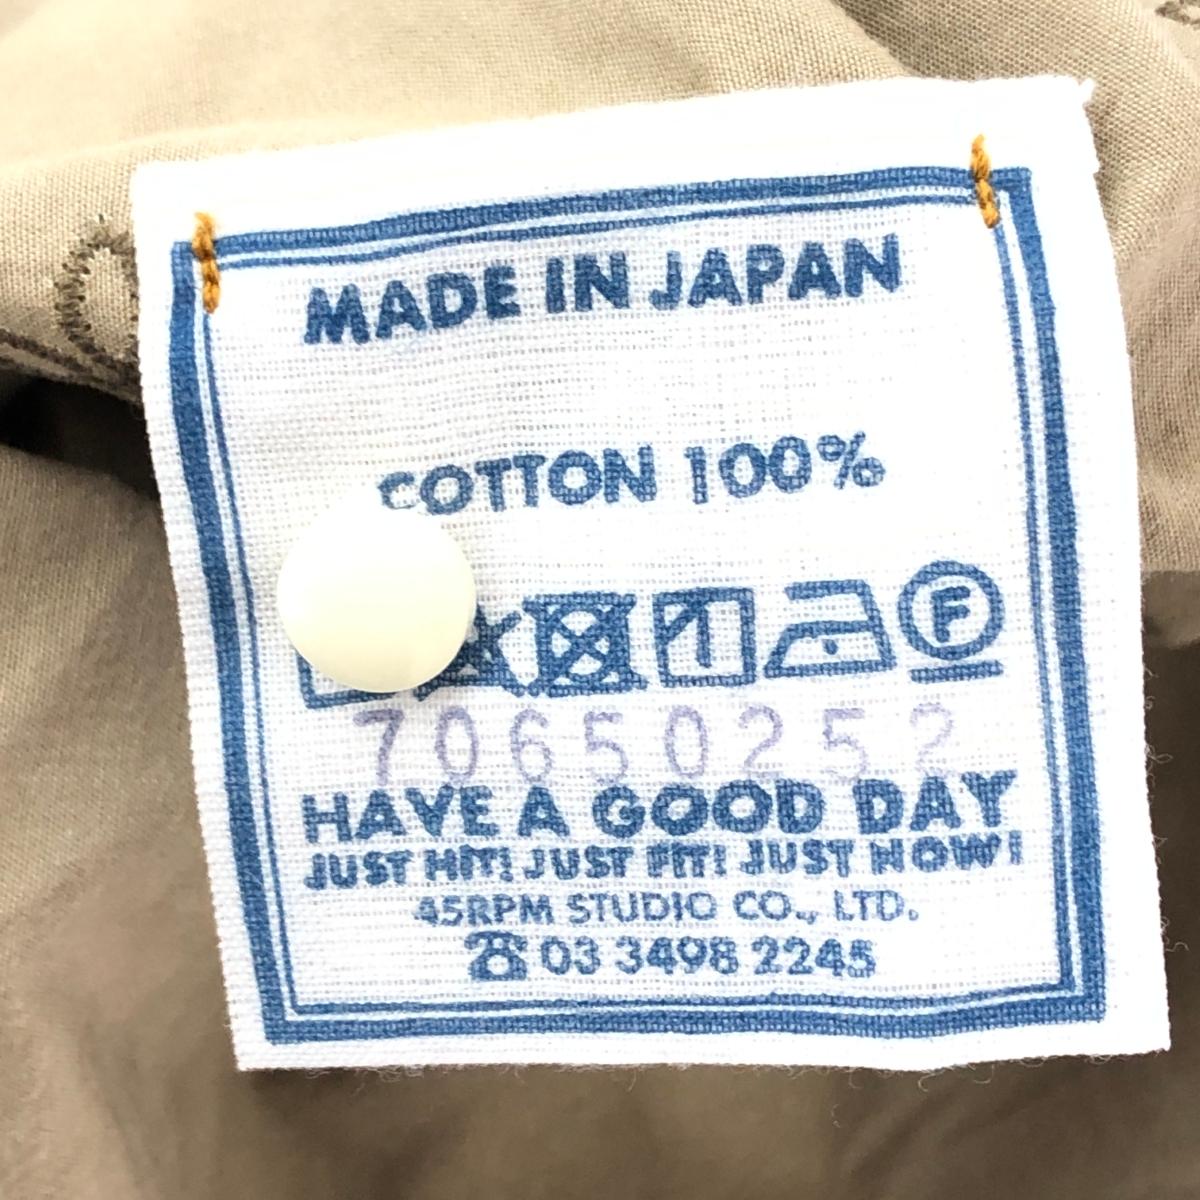 MADE IN JAPAN
COTTON 100%
F
70650252
HAVE A GOOD DAY
JUST HIT! JUST FIT! JUST NOW!
45RPM STUDIO CO., LTD.
☎ 03 3498 2245